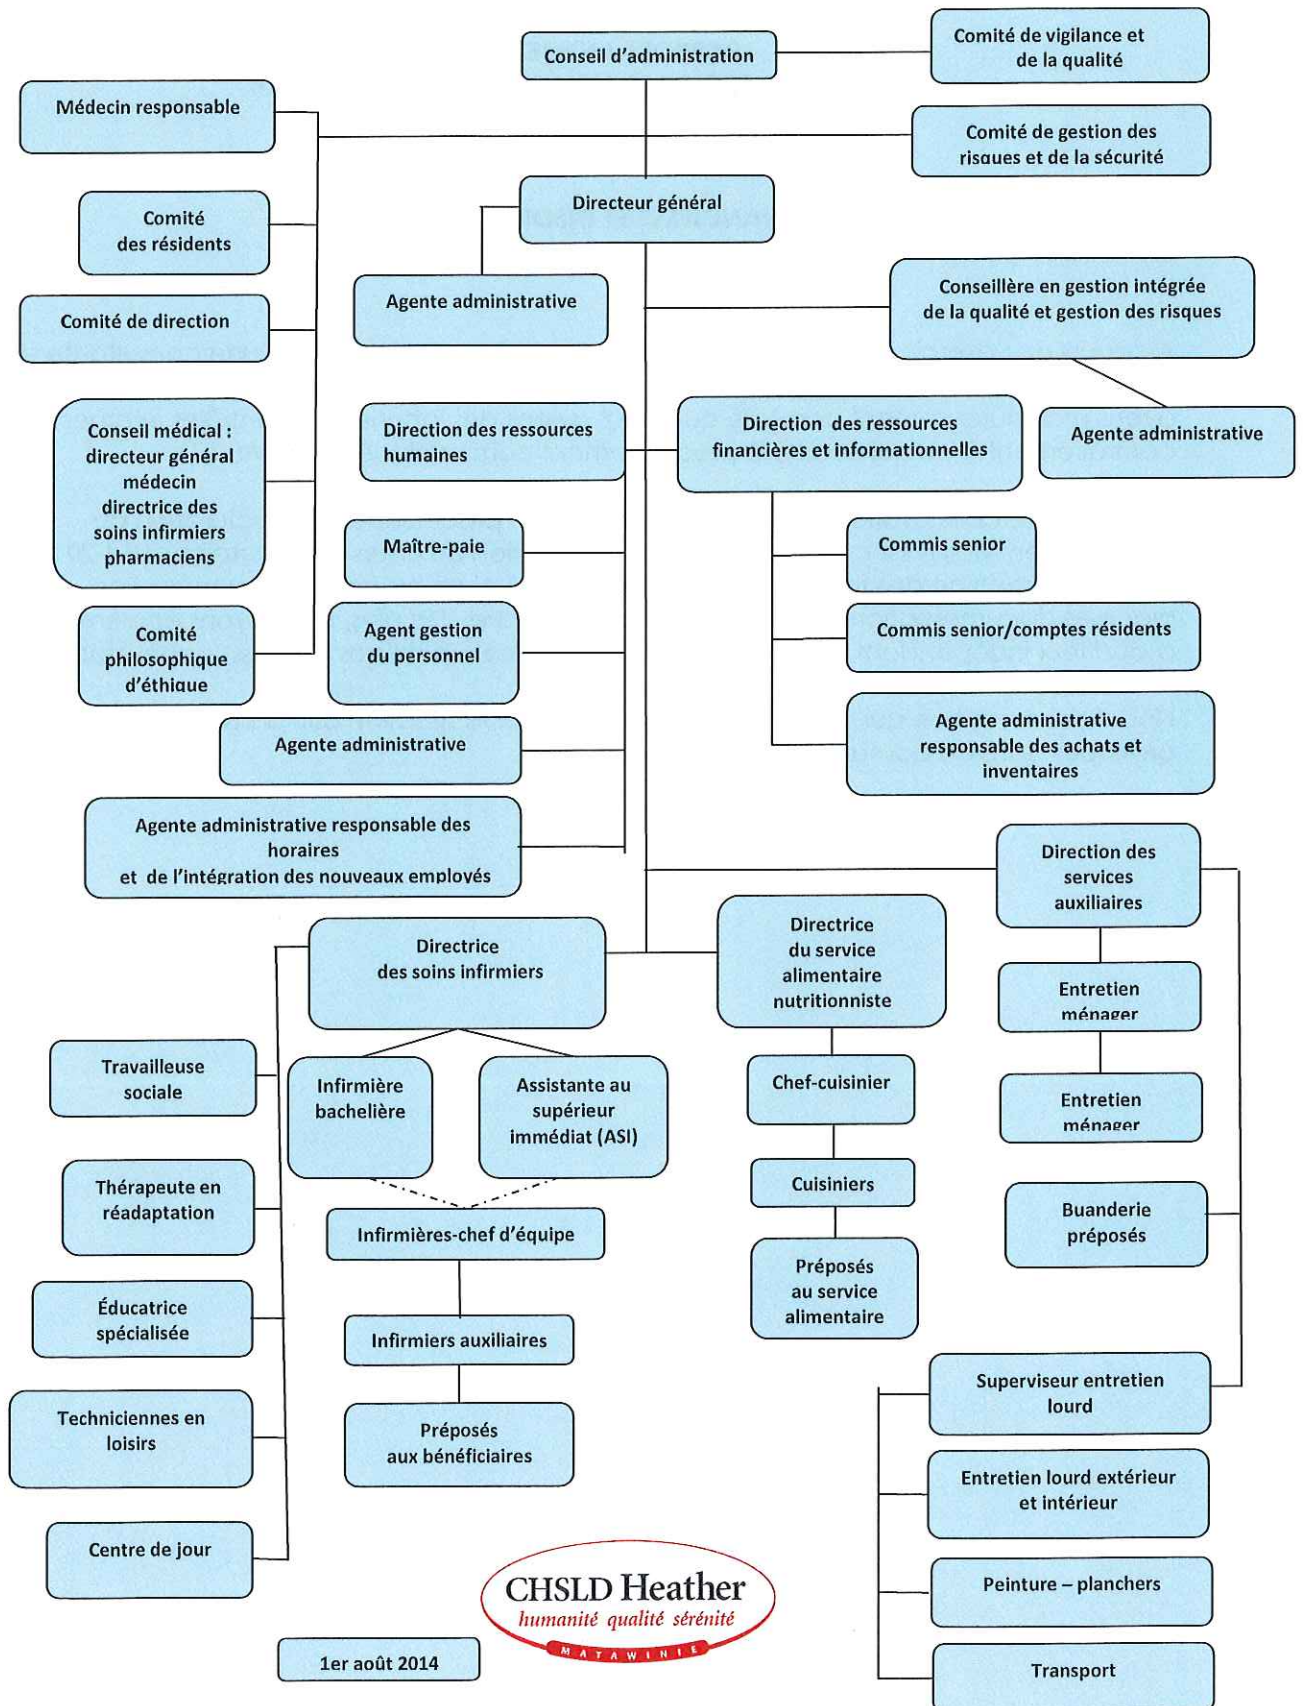 Conseil d'administration
Comité de vigilance et
de la qualité
Médecin responsable
Comité de gestion des
risques et de la sécurité
Comité
des résidents
Directeur général
Comité de direction
Agente administrative
Conseillère en gestion intégrée
de la qualité et gestion des risques
Agente administrative
Conseil médical :
directeur général
médecin
directrice des
soins infirmiers
pharmaciens
Direction des ressources
humaines
Direction des ressources
financières et informationnelles
Maître-paie
Commis senior
Comité
philosophique
d'éthique
Agent gestion
du personnel
Commis senior/comptes résidents
Agente administrative
Agente administrative
responsable des achats et
inventaires
Agente administrative responsable des
horaires
et de l'intégration des nouveaux employés
Direction des
services
auxiliaires
Directrice
des soins infirmiers
Directrice
du service
alimentaire
nutritionniste
Entretien
ménager
Travailleuse
sociale
Infirmière
bachelière
Assistante au
supérieur
immédiat (ASI)
Chef-cuisinier
Entretien
ménager
Thérapeute en
réadaptation
Infirmières-chef d'équipe
Cuisiniers
Buanderie
préposés
Éducatrice
spécialisée
Infirmiers auxiliaires
Préposés
au service
alimentaire
Techniciennes en
loisirs
Préposés
aux bénéficiaires
Superviseur entretien
lourd
Entretien lourd extérieur
et intérieur
Centre de jour
Peinture – planchers
Transport
CHSLD Heather
humanité qualité sérénité
MATAWINIE
1er août 2014